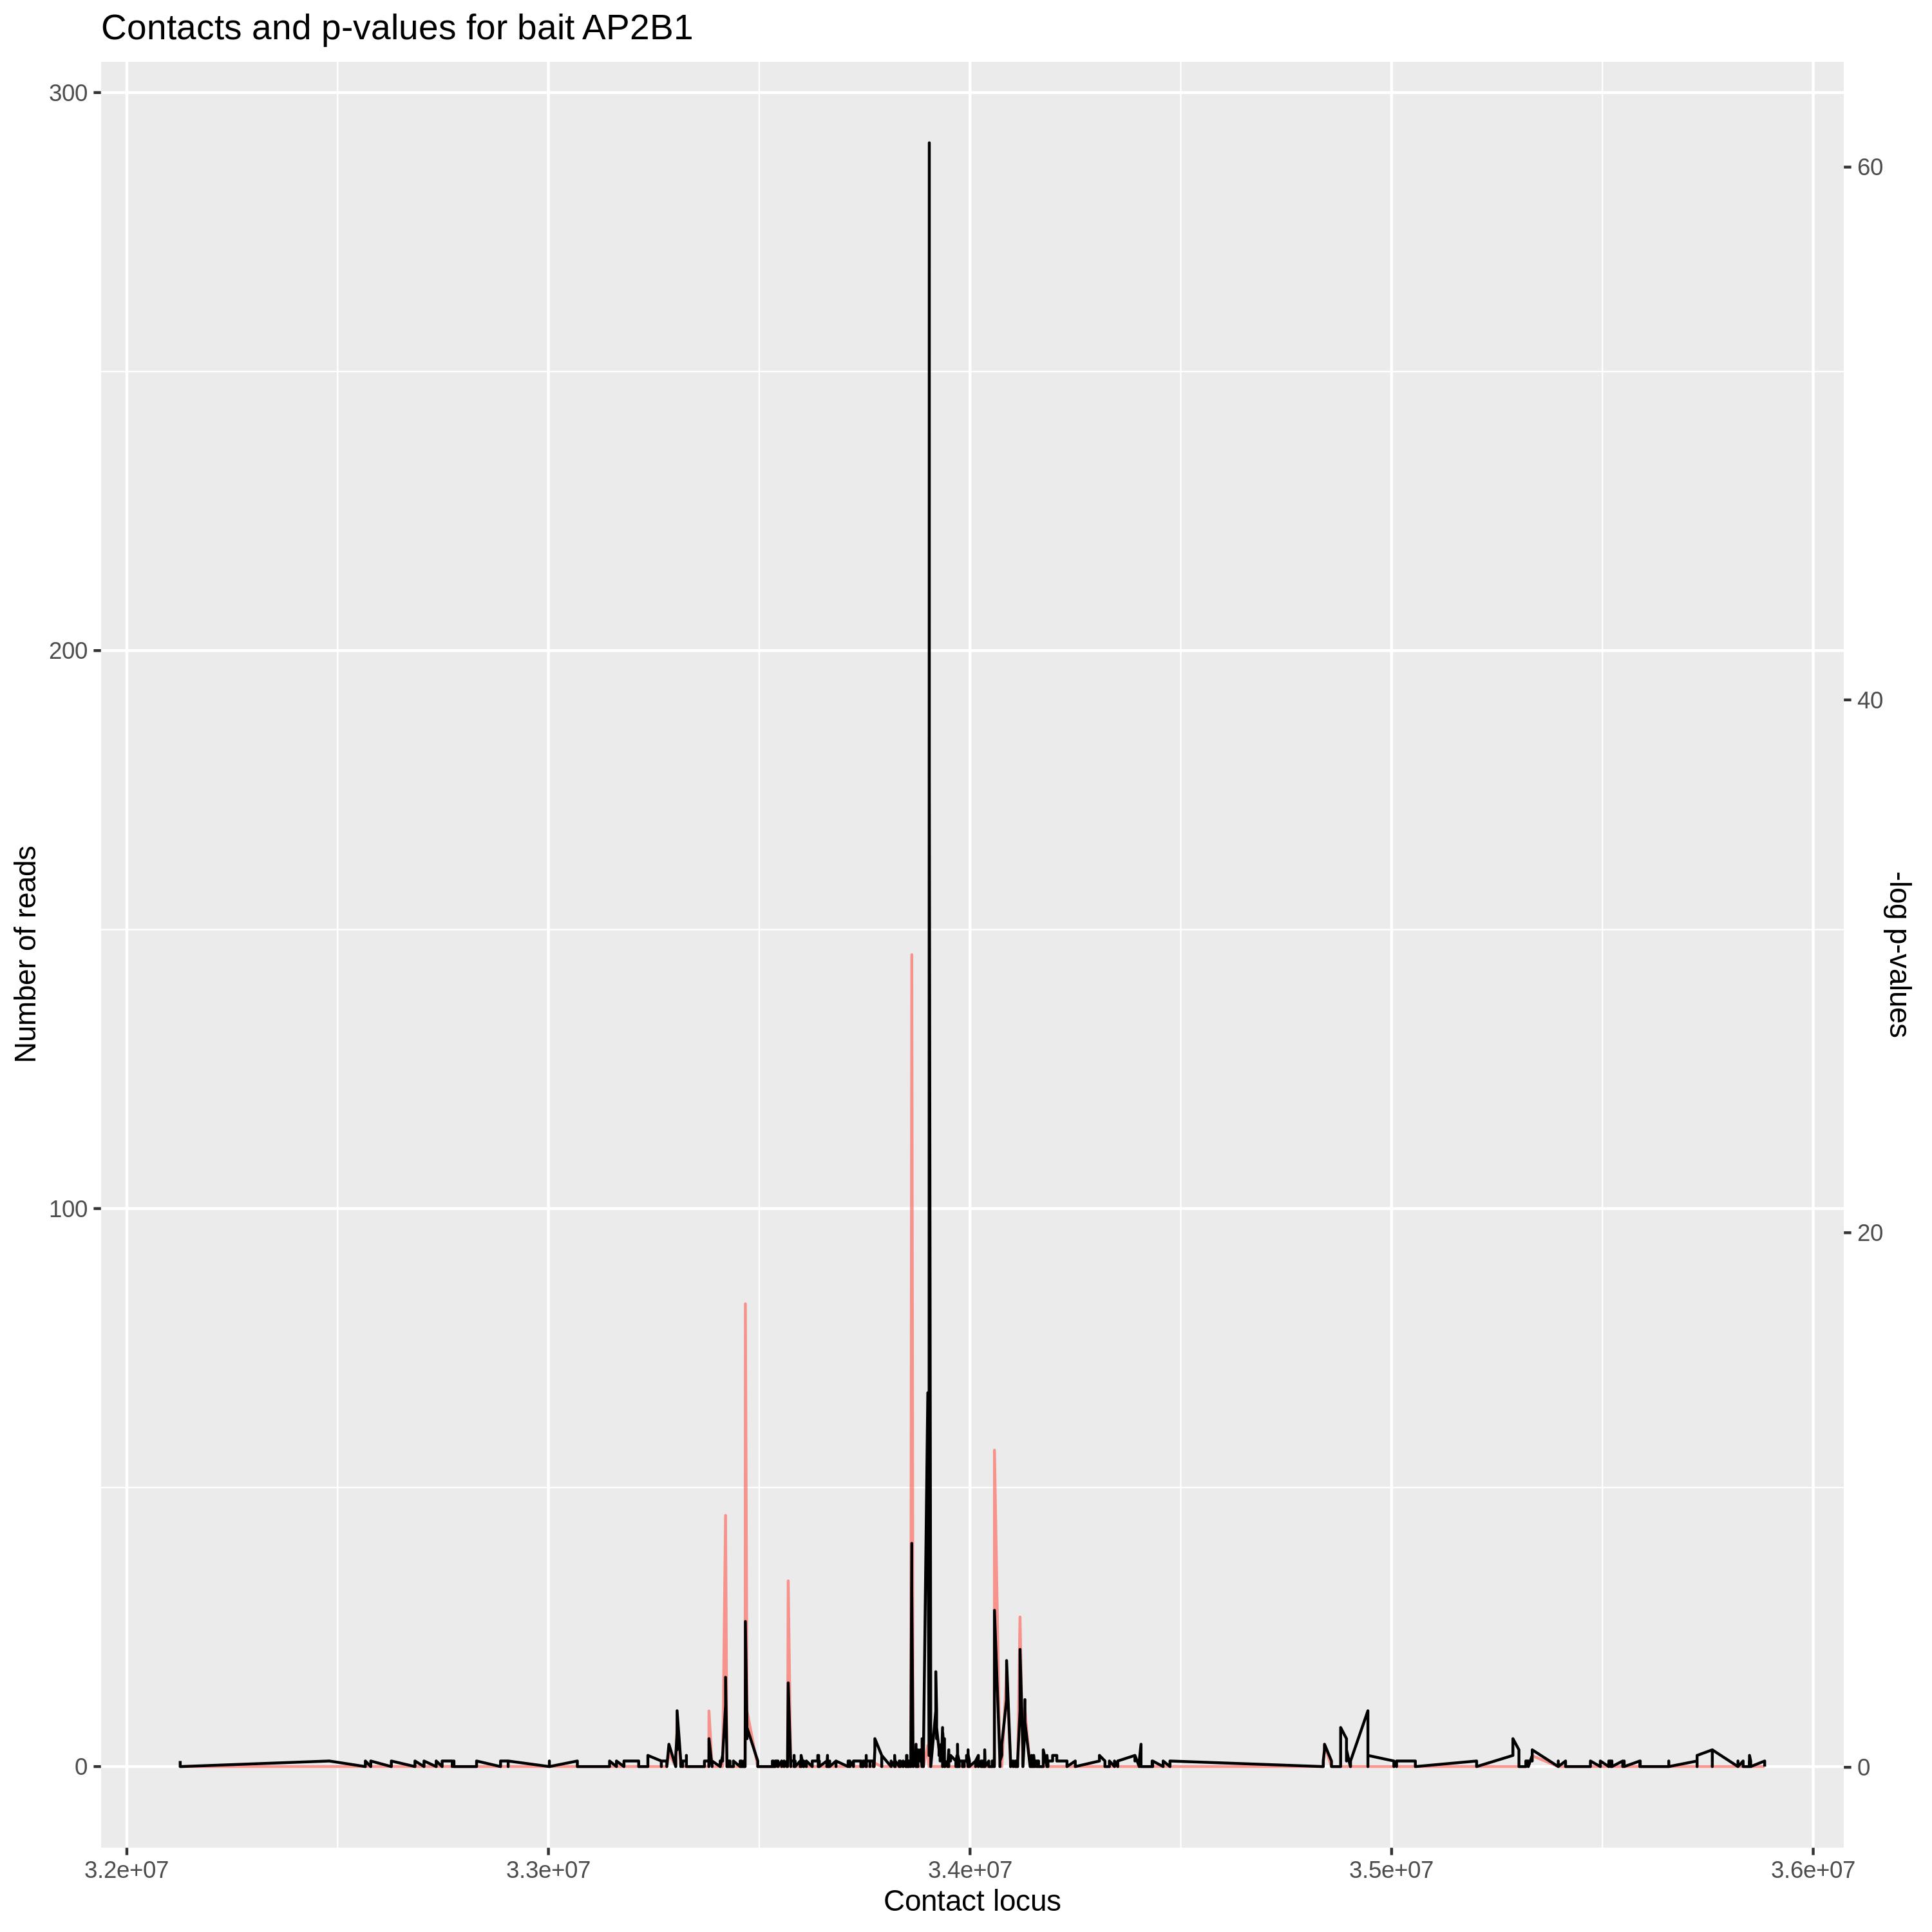 Contacts and p-values for bait AP2B1
300
200
100
0
Number of reads
60
40
20
0
-log p-values
3.2e+07
3.3e+07
3.4e+07
3.5e+07
3.6e+07
Contact locus